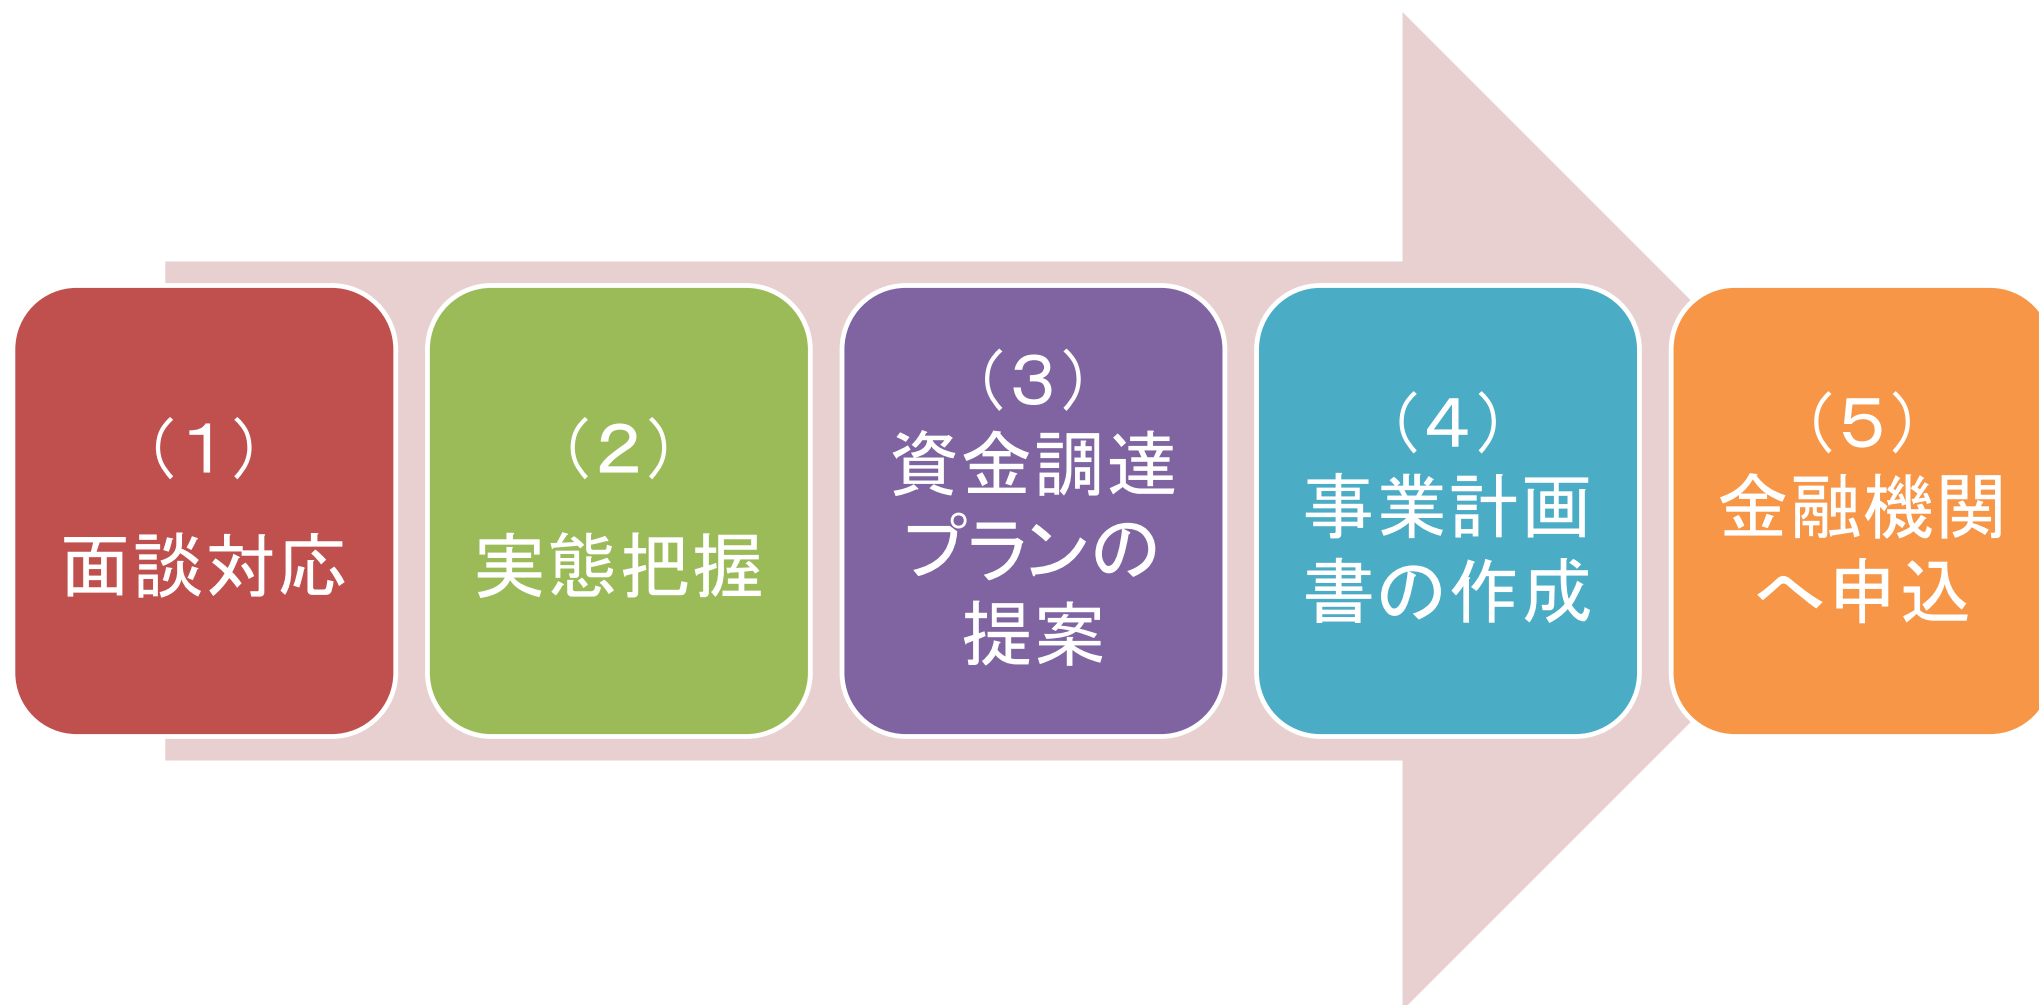 （1）
面談対応
（2）
実態把握
（3）
資金調達
プランの
提案
（4）
事業計画
書の作成
（5）
金融機関
へ申込